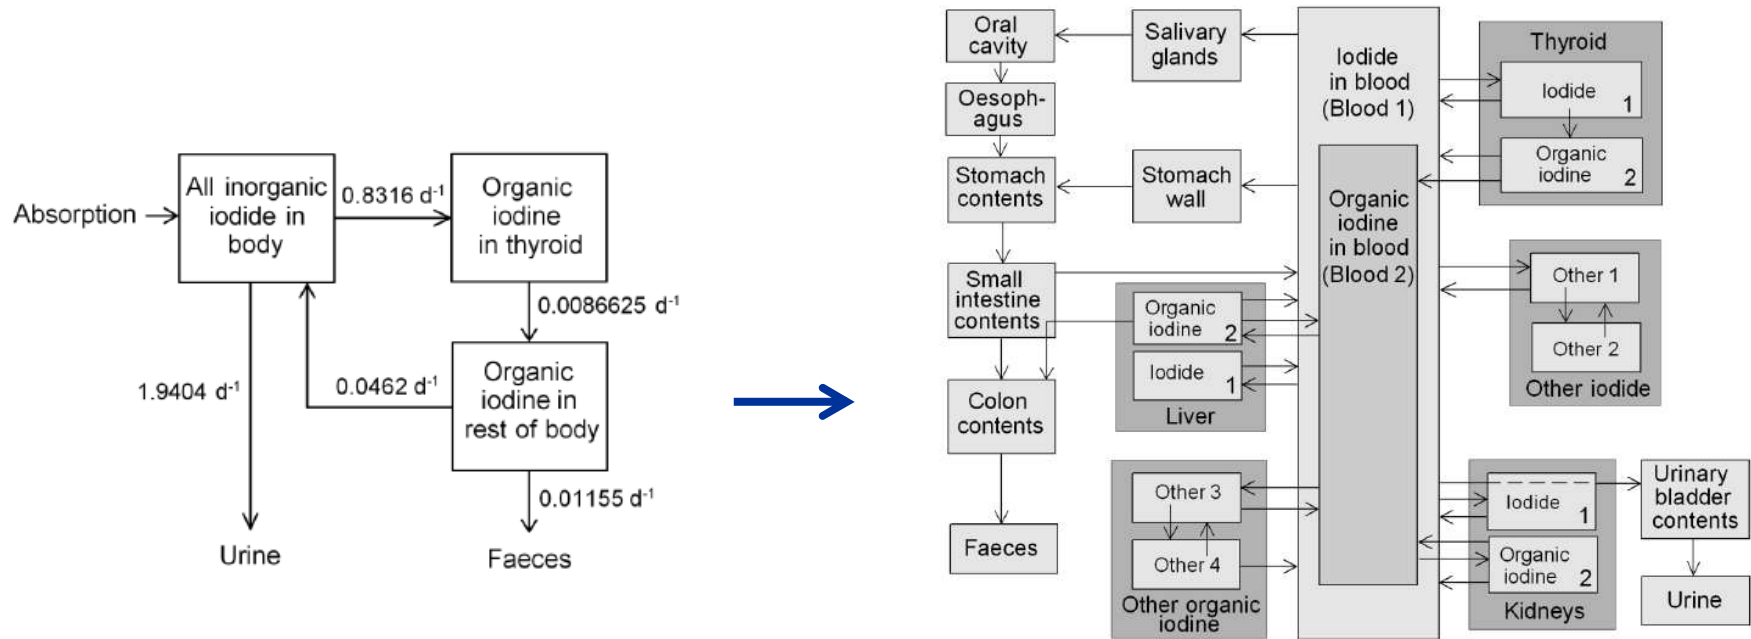 Absorption
All inorganic
iodide in
body
0.8316 d-1
Organic
iodine
in thyroid
0.0086625 d-1
1.9404 d-1
0.0462 d-1
Organic
iodine in
rest of body
0.01155 d-1
Urine
Faeces
Oral
cavity
Salivary
glands
Oesoph-
agus
Stomach
contents
Stomach
wall
Small
intestine
contents
Organic
iodine
2
Iodide
1
Liver
Colon
contents
Other 3
Other 4
Other organic
iodine
Faeces
Iodide
in blood
(Blood 1)
Organic
iodine
in blood
(Blood 2)
Thyroid
Iodide
1
Organic
iodine
2
Other 1
Other 2
Other iodide
Iodide
1
Organic
iodine
2
Kidneys
Urinary
bladder
contents
Urine